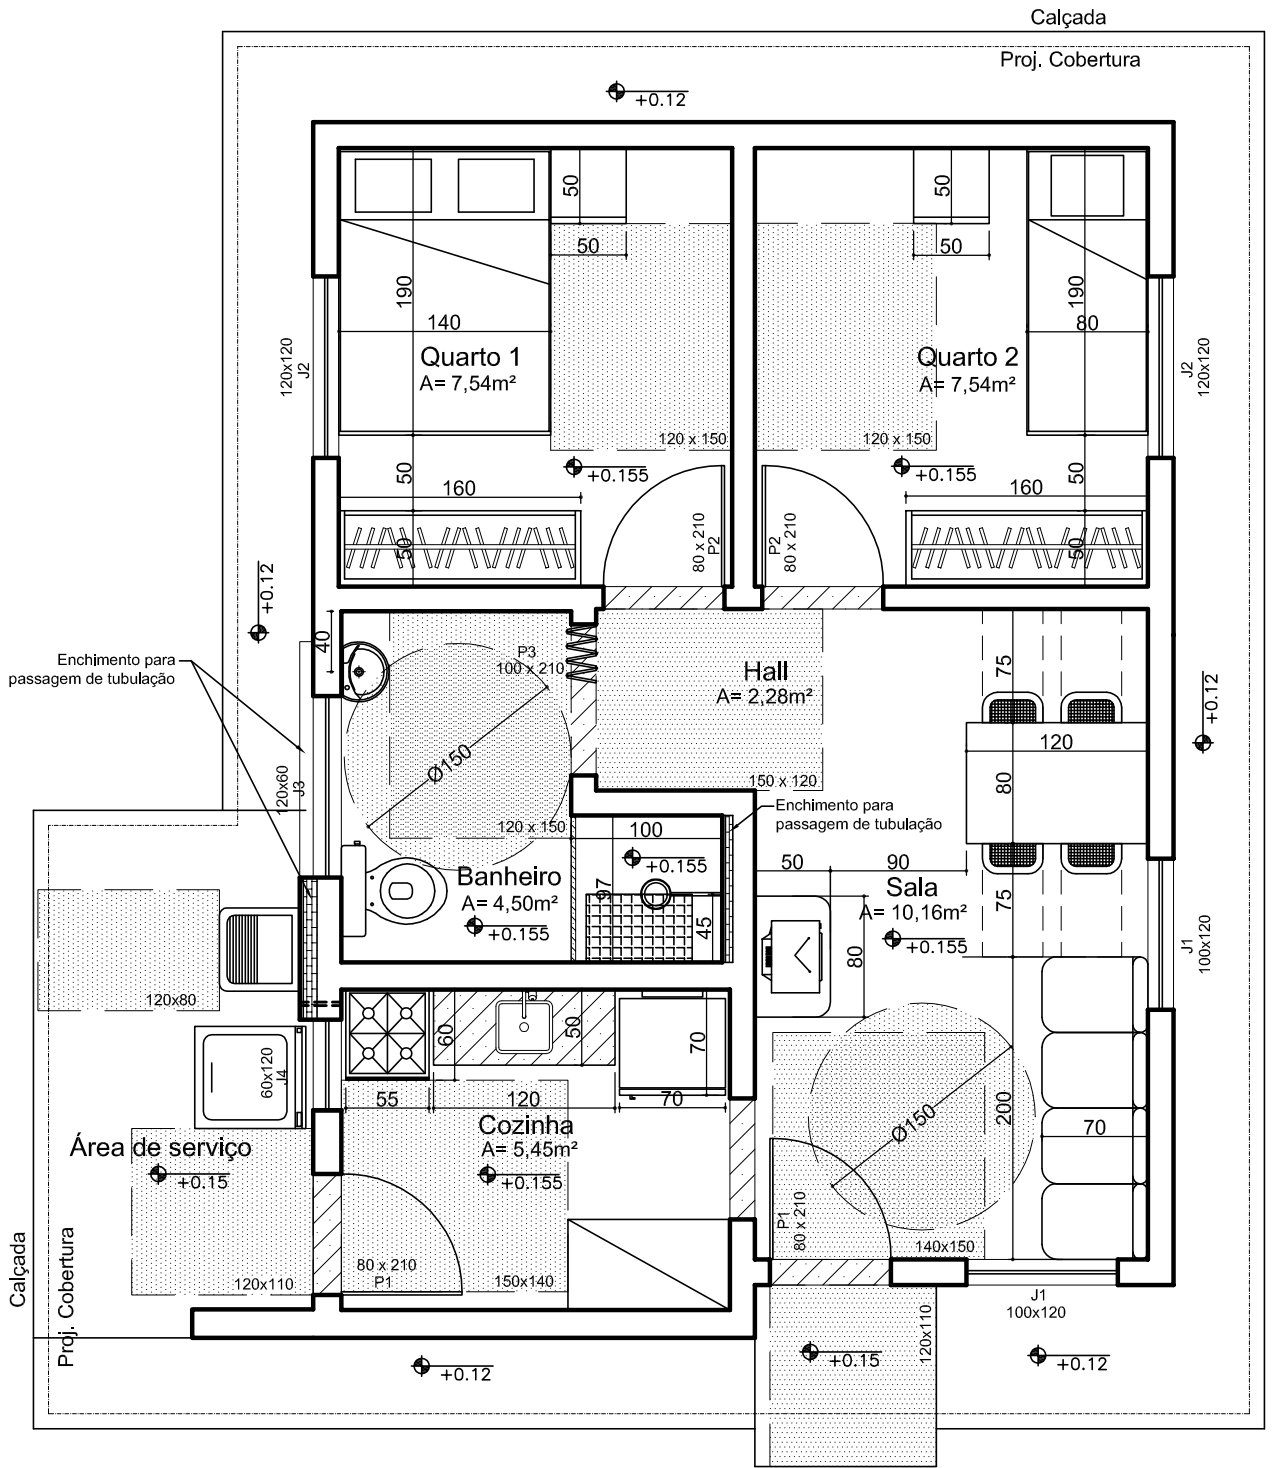 Calçada
Proj. Cobertura
+0.12
50
50
190
140
Quarto 1
A= 7,54m²
120 x 150
+0.155
50
160
50
80 x 210
P2
120x120
J2
50
50
190
80
Quarto 2
A= 7,54m²
120 x 150
+0.155
50
160
50
P2
80 x 210
J2
120x120
+0.12
Enchimento para
passagem de tubulação
40
P3
100 x 210
Ø150
120x60
J3
120 x 150
Banheiro
A= 4,50m²
+0.155
100
+0.155
97
45
Hall
A= 2,28m²
150 x 120
Enchimento para
passagem de tubulação
75
120
80
75
50
90
Sala
A= 10,16m²
+0.155
80
+0.12
J1
100x120
200
70
Ø150
P1
80 x 210
140x150
J1
100x120
120x80
60x120
J4
Área de serviço
+0.15
120x110
60
50
70
55
120
70
Cozinha
A= 5,45m²
+0.155
80 x 210
P1
150x140
Calçada
Proj. Cobertura
+0.12
+0.15
120x110
+0.12